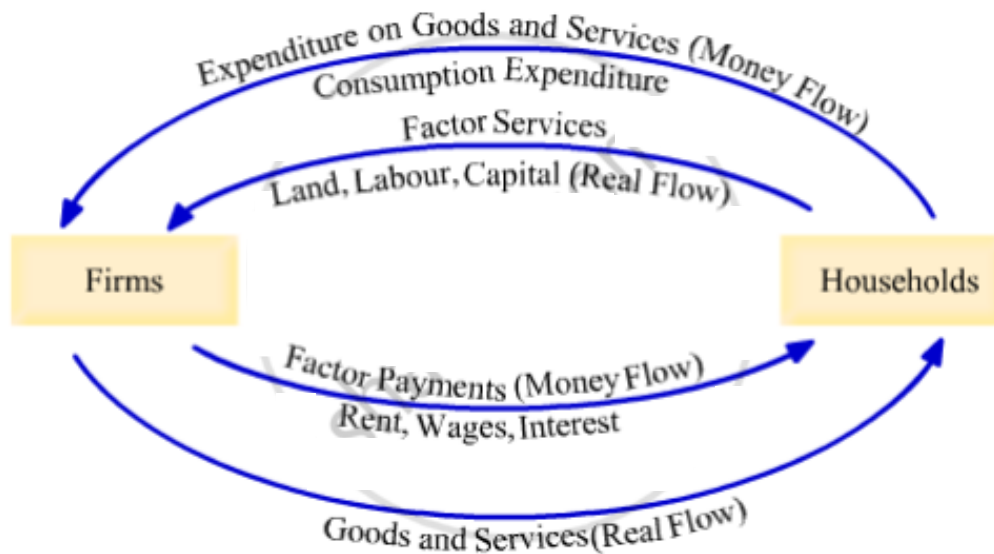 Expenditure on Goods and Services (Money Flow)
Consumption Expenditure
Factor Services
Land, Labour, Capital (Real Flow)
Firms
Households
Factor Payments (Money Flow)
Rent, Wages, Interest
Goods and Services(Real Flow)